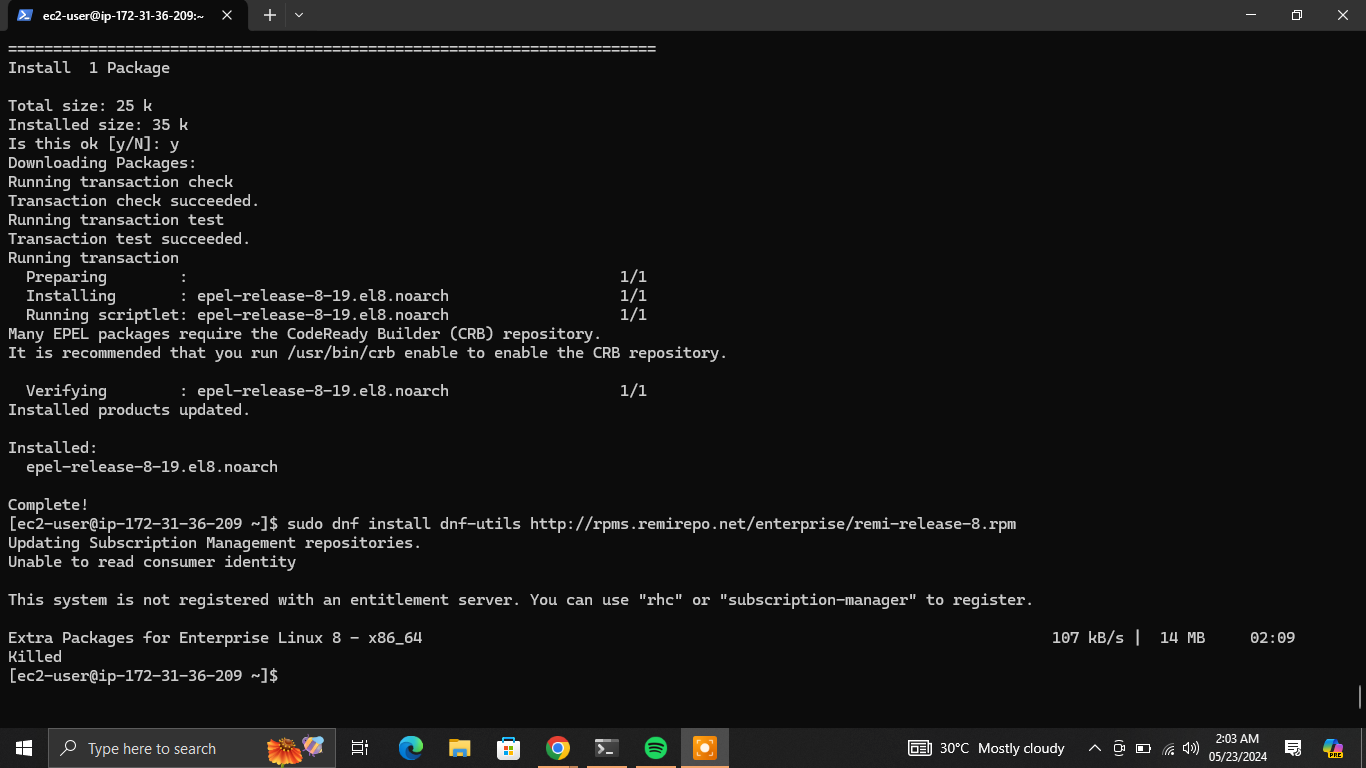 ec2-user@ip-172-31-36-209:~
========================================================================
Install  1 Package
Total size: 25 k
Installed size: 35 k
Is this ok [y/N]: y
Downloading Packages:
Running transaction check
Transaction check succeeded.
Running transaction test
Transaction test succeeded.
Running transaction
  Preparing        :                                                1/1
  Installing       : epel-release-8-19.el8.noarch                   1/1
  Running scriptlet: epel-release-8-19.el8.noarch                   1/1
Many EPEL packages require the CodeReady Builder (CRB) repository.
It is recommended that you run /usr/bin/crb enable to enable the CRB repository.
  Verifying        : epel-release-8-19.el8.noarch                   1/1
Installed products updated.
Installed:
  epel-release-8-19.el8.noarch
Complete!
[ec2-user@ip-172-31-36-209 ~]$ sudo dnf install dnf-utils http://rpms.remirepo.net/enterprise/remi-release-8.rpm
Updating Subscription Management repositories.
Unable to read consumer identity
This system is not registered with an entitlement server. You can use "rhc" or "subscription-manager" to register.
Extra Packages for Enterprise Linux 8 - x86_64                                                                      107 kB/s |  14 MB     02:09
Killed
[ec2-user@ip-172-31-36-209 ~]$
Type here to search
30°C Mostly cloudy
2:03 AM
05/23/2024
PRE